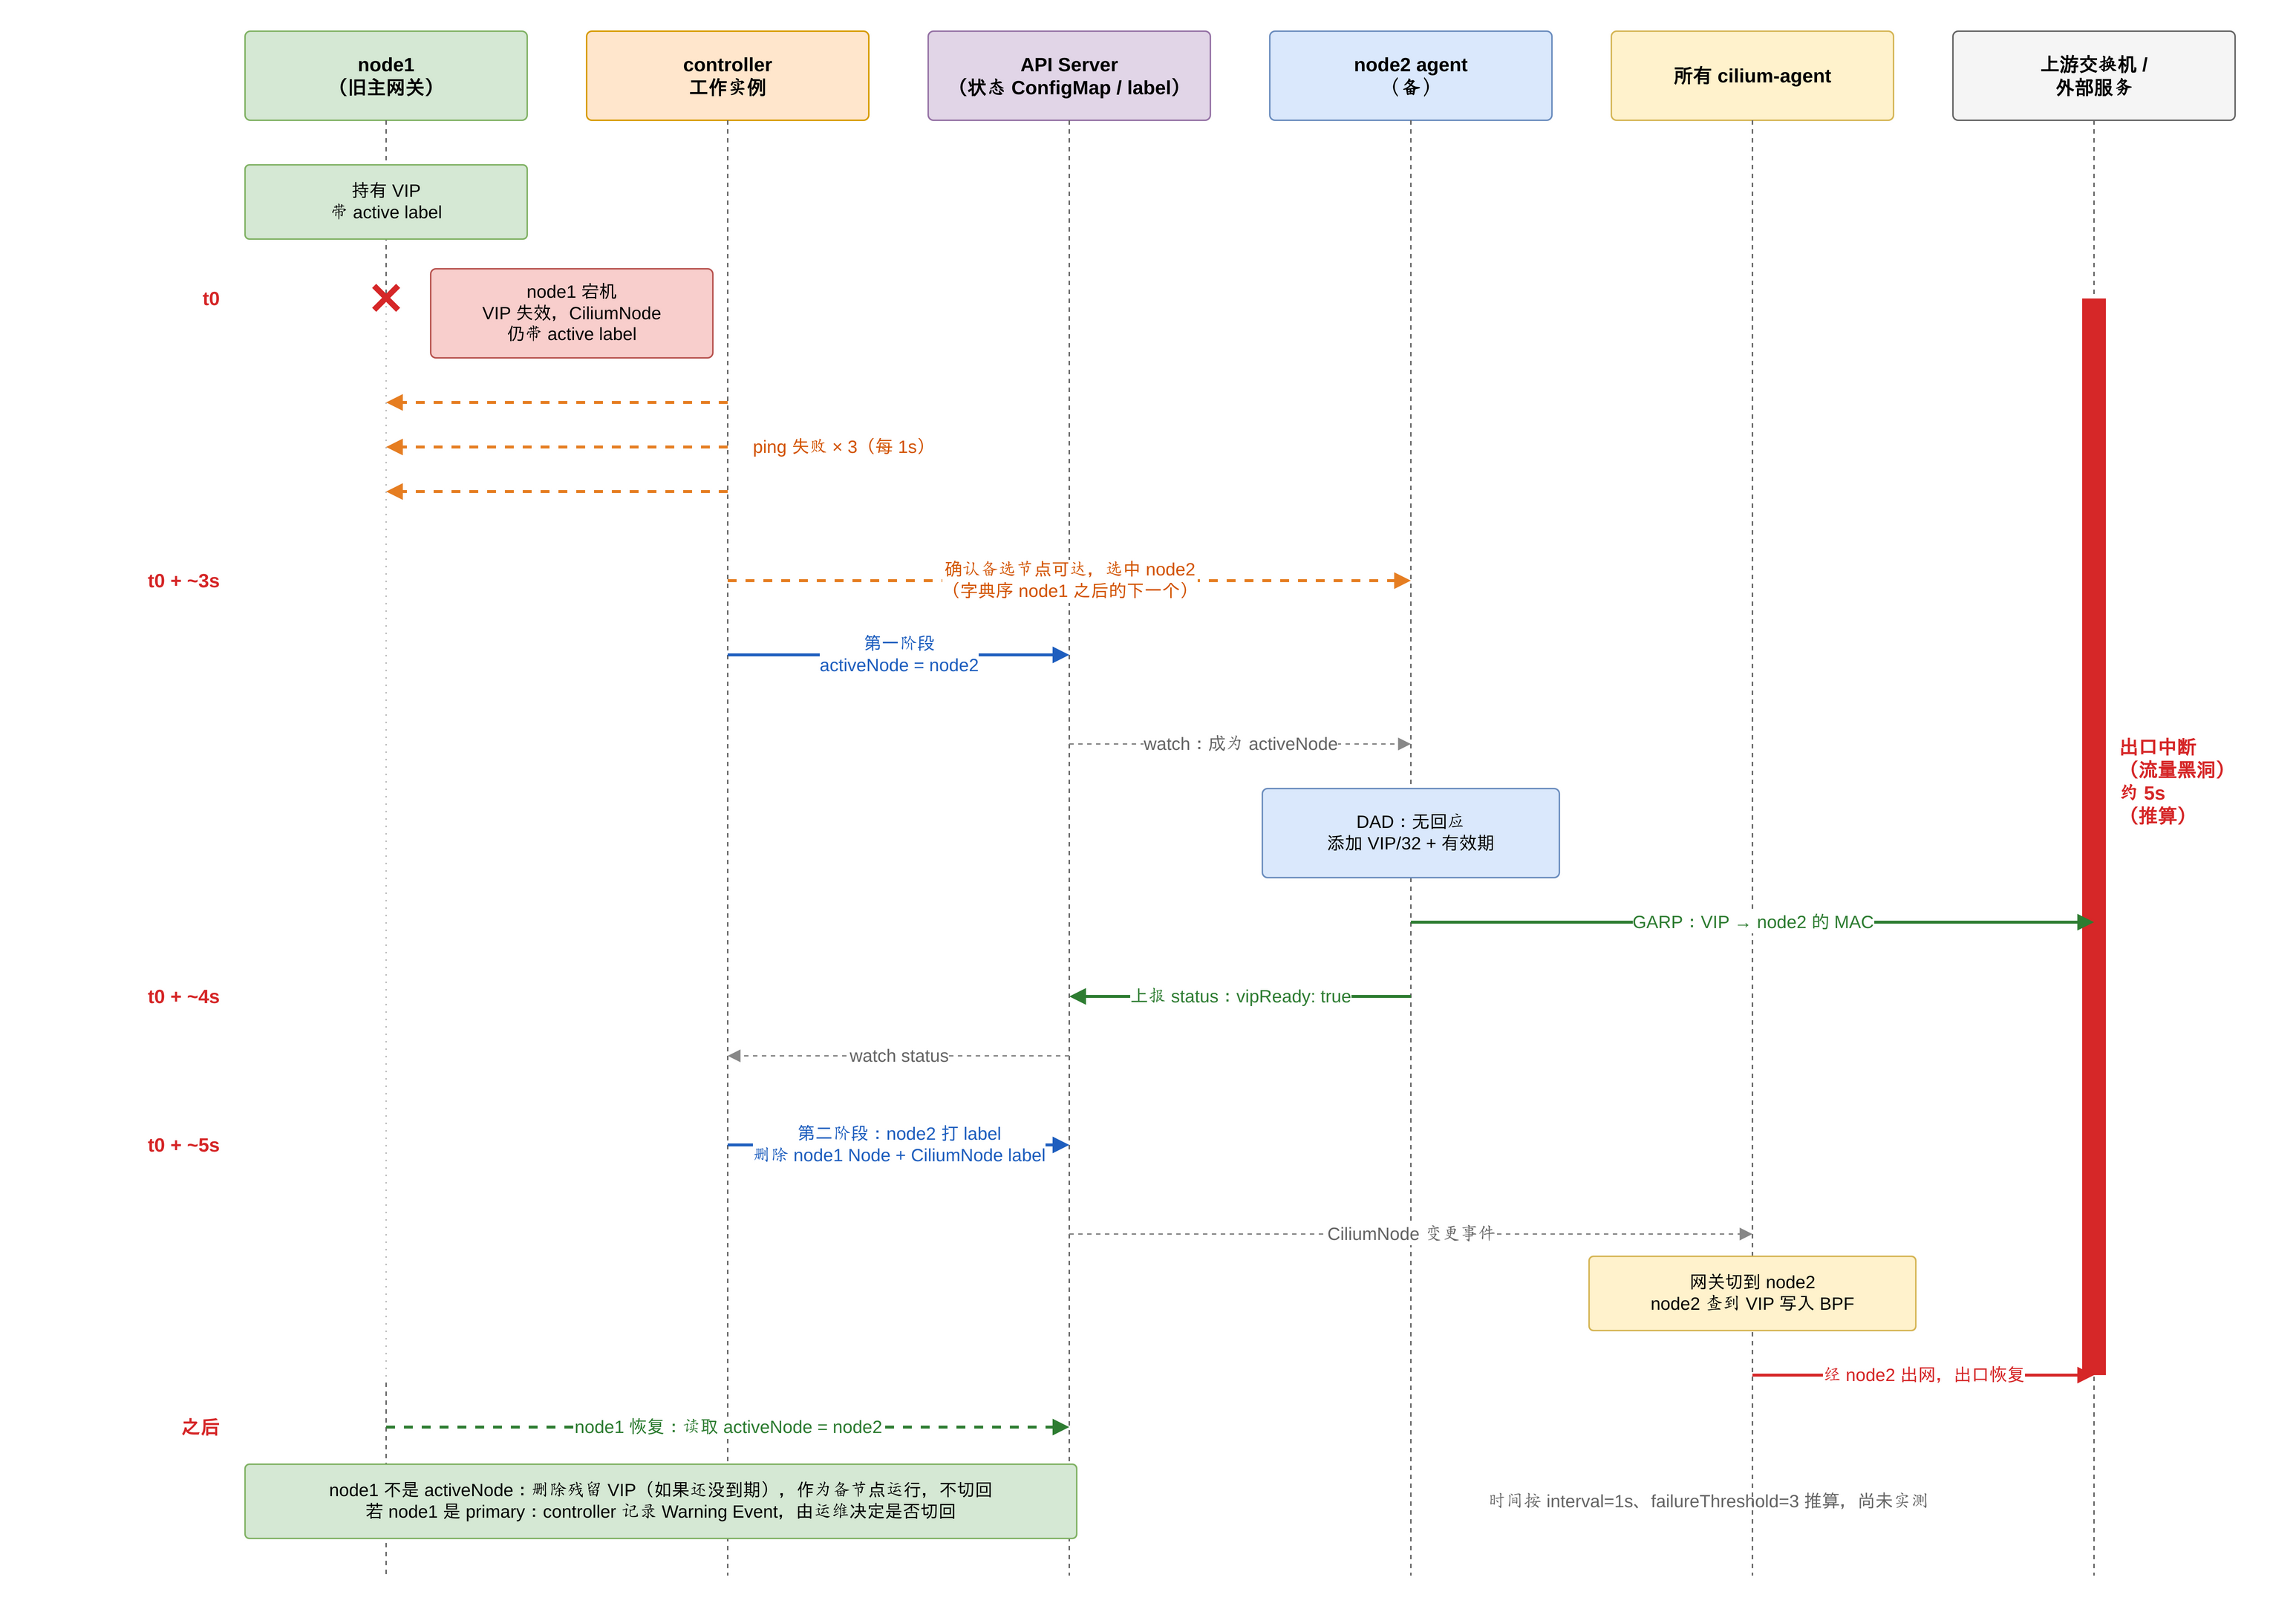 node1
（旧主网关）
controller
工作实例
API Server
（状态 ConfigMap / label）
node2 agent
（备）
所有 cilium-agent
上游交换机 /
外部服务
持有 VIP
带 active label
t0
node1 宕机
VIP 失效，CiliumNode
仍带 active label
ping 失败 × 3（每 1s）
t0 + ~3s
确认备选节点可达，选中 node2
（字典序 node1 之后的下一个）
第一阶段
activeNode = node2
watch：成为 activeNode
出口中断
（流量黑洞）
约 5s
（推算）
DAD：无回应
添加 VIP/32 + 有效期
GARP：VIP → node2 的 MAC
t0 + ~4s
上报 status：vipReady: true
watch status
t0 + ~5s
第二阶段：node2 打 label
删除 node1 Node + CiliumNode label
CiliumNode 变更事件
网关切到 node2
node2 查到 VIP 写入 BPF
经 node2 出网，出口恢复
之后
node1 恢复：读取 activeNode = node2
node1 不是 activeNode：删除残留 VIP（如果还没到期），作为备节点运行，不切回
若 node1 是 primary：controller 记录 Warning Event，由运维决定是否切回
时间按 interval=1s、failureThreshold=3 推算，尚未实测